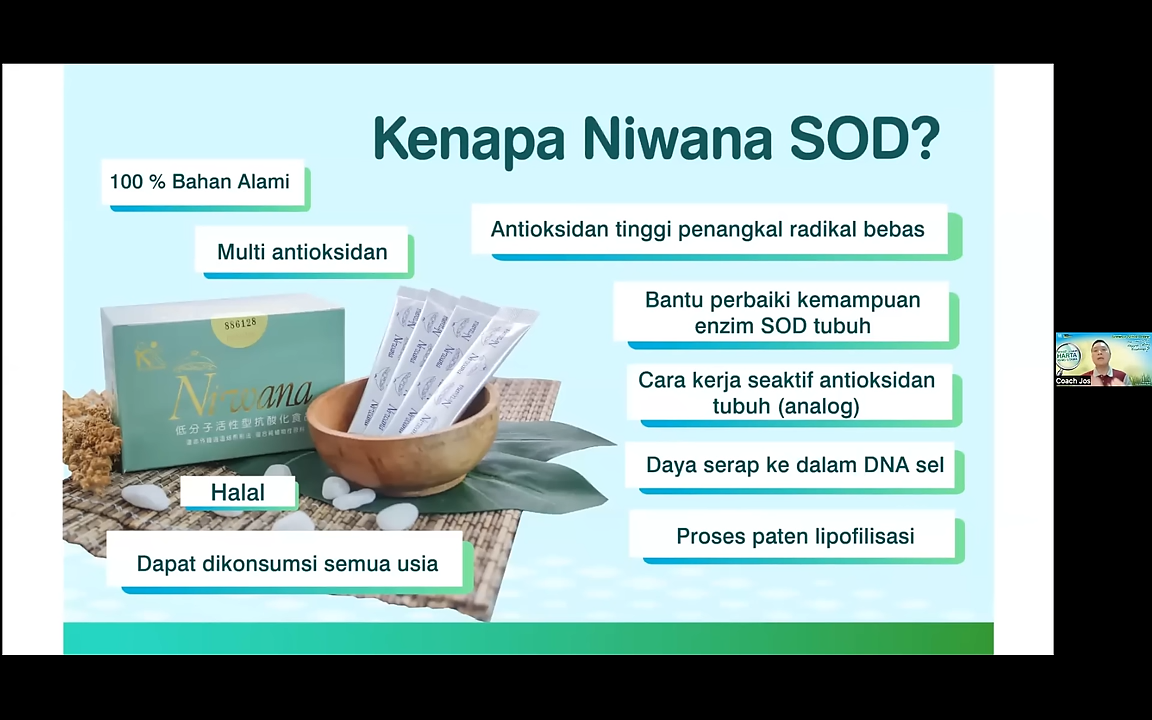 Kenapa Niwana SOD?
100 % Bahan Alami
Multi antioksidan
Antioksidan tinggi penangkal radikal bebas
Bantu perbaiki kemampuan
enzim SOD tubuh
Cara kerja seaktif antioksidan
tubuh (analog)
Daya serap ke dalam DNA sel
Proses paten lipofilisasi
886128
Nirwana
低分子活性型抗酸化食品
Halal
Dapat dikonsumsi semua usia
HARTA
Coach Jos